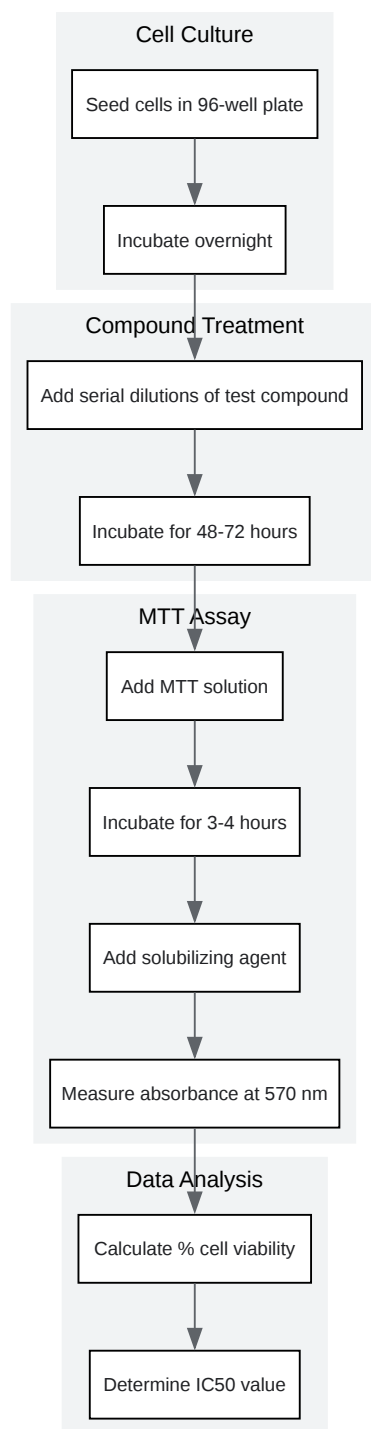 Cell Culture
Seed cells in 96-well plate
Incubate overnight
Compound Treatment
Add serial dilutions of test compound
Incubate for 48-72 hours
MTT Assay
Add MTT solution
Incubate for 3-4 hours
Add solubilizing agent
Measure absorbance at 570 nm
Data Analysis
Calculate % cell viability
Determine IC50 value